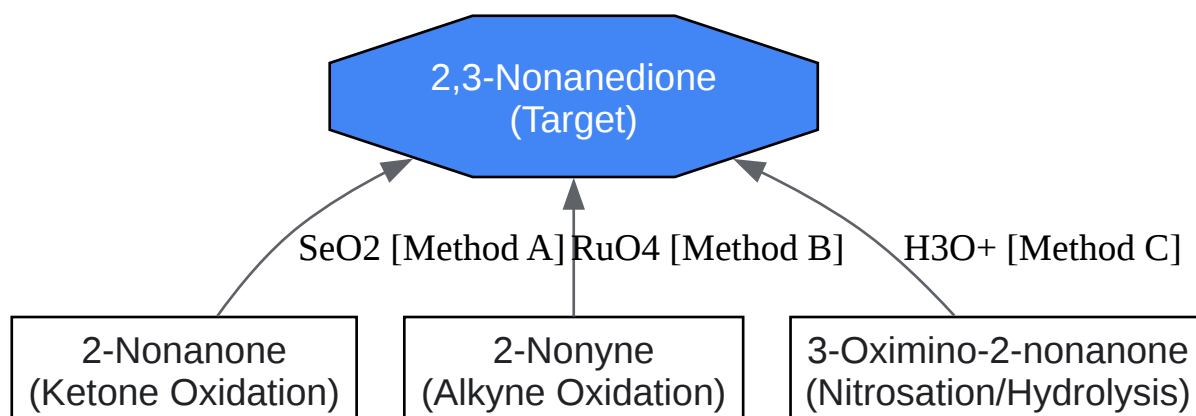 2,3-Nonanedione
(Target)
SeO2 [Method A]
RuO4 [Method B]
H3O+ [Method C]
2-Nonanone
(Ketone Oxidation)
2-Nonyne
(Alkyne Oxidation)
3-Oximino-2-nonanone
(Nitrosation/Hydrolysis)